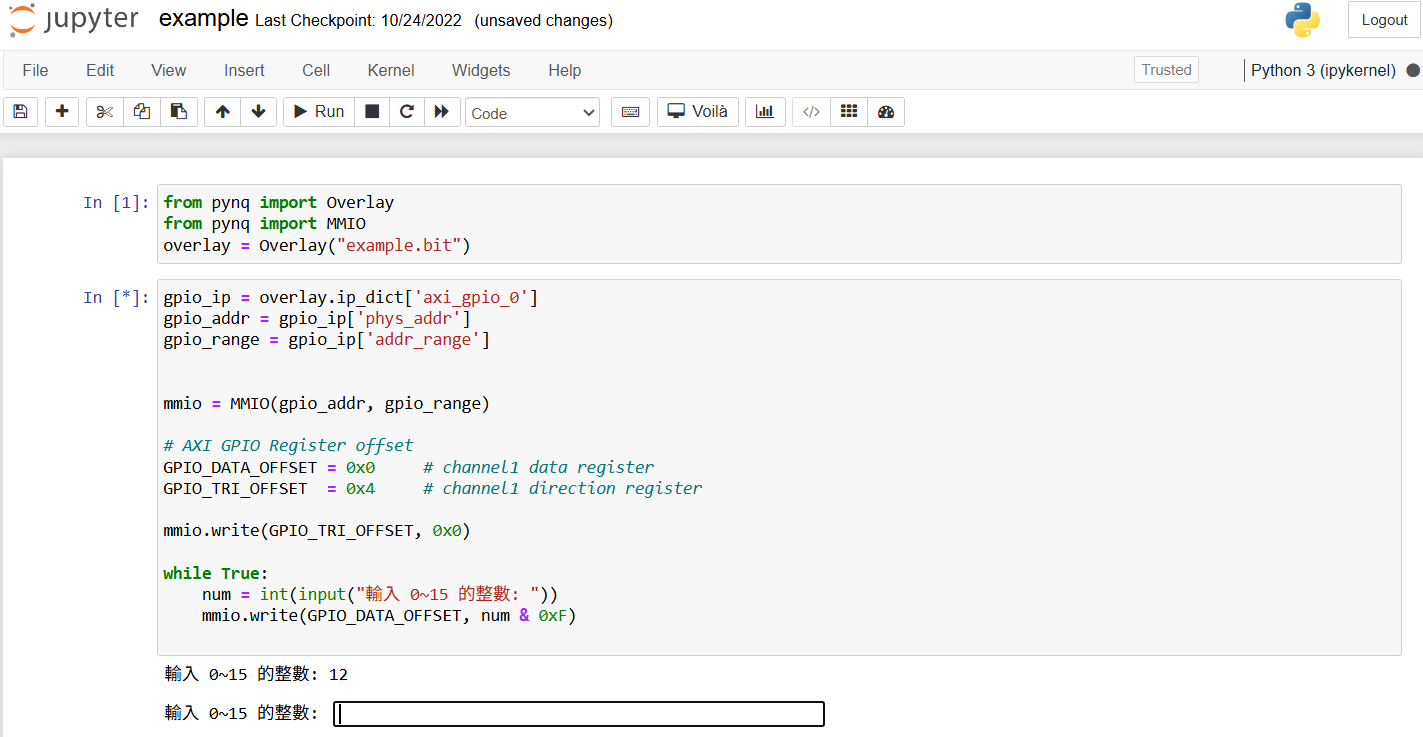 jupyter example Last Checkpoint: 10/24/2022 (unsaved changes) Logout
File Edit View Insert Cell Kernel Widgets Help Trusted Python 3 (ipykernel)
Run Code Voilà </>
In [1]: from pynq import Overlay
from pynq import MMIO
overlay = Overlay("example.bit")
In [*]: gpio_ip = overlay.ip_dict['axi_gpio_0']
gpio_addr = gpio_ip['phys_addr']
gpio_range = gpio_ip['addr_range']
mmio = MMIO(gpio_addr, gpio_range)
# AXI GPIO Register offset
GPIO_DATA_OFFSET = 0x0     # channel1 data register
GPIO_TRI_OFFSET  = 0x4     # channel1 direction register
mmio.write(GPIO_TRI_OFFSET, 0x0)
while True:
    num = int(input("輸入 0~15 的整數: "))
    mmio.write(GPIO_DATA_OFFSET, num & 0xF)
輸入 0~15 的整數: 12
輸入 0~15 的整數: